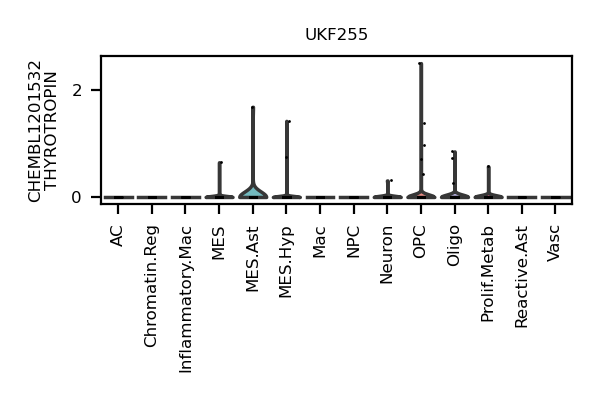 UKF255
CHEMBL1201532
THYROTROPIN
2
0
AC
Chromatin.Reg
Inflammatory.Mac
MES
MES.Ast
MES.Hyp
Mac
NPC
Neuron
OPC
Oligo
Prolif.Metab
Reactive.Ast
Vasc